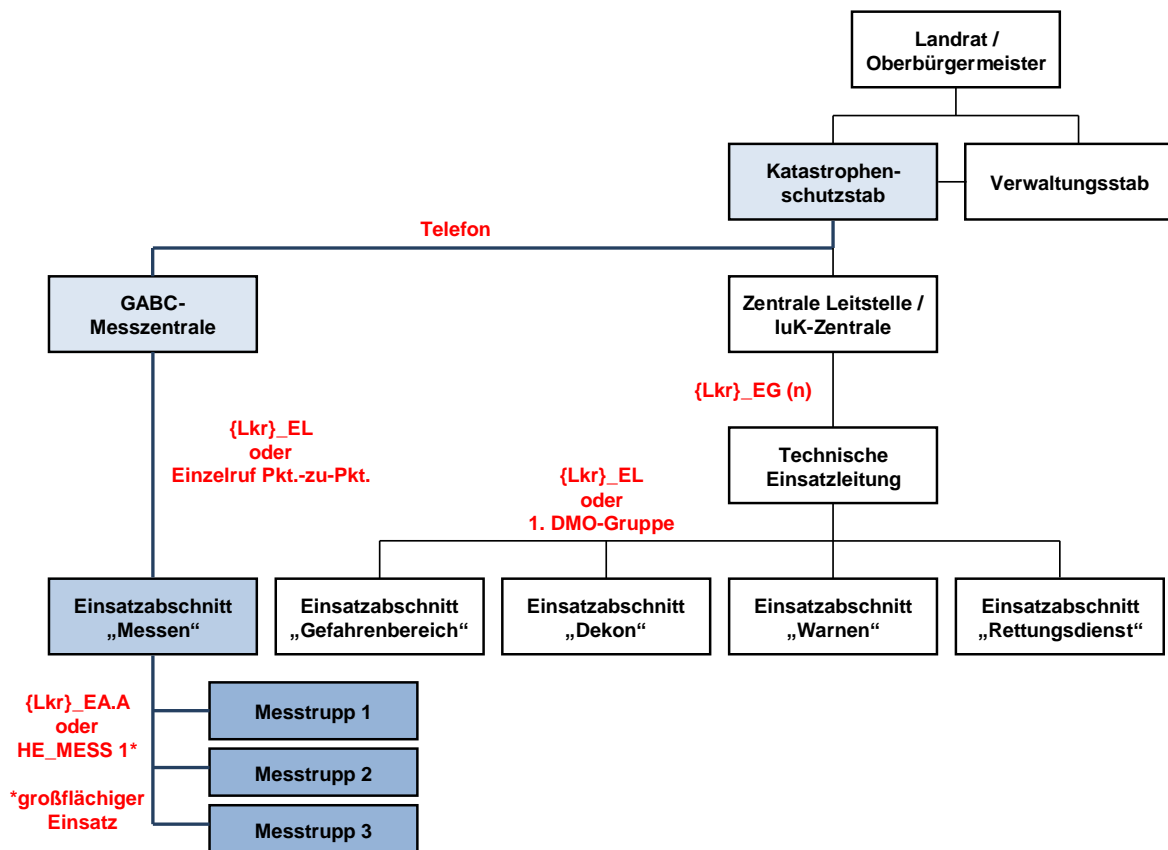 Landrat /
Oberbürgermeister
Katastrophen-
schutzstab
Verwaltungsstab
Telefon
GABC-
Messzentrale
Zentrale Leitstelle /
IuK-Zentrale
{Lkr}_EG (n)
{Lkr}_EL
oder
Einzelruf Pkt.-zu-Pkt.
Technische
Einsatzleitung
{Lkr}_EL
oder
1. DMO-Gruppe
Einsatzabschnitt
„Messen“
Einsatzabschnitt
„Gefahrenbereich“
Einsatzabschnitt
„Dekon“
Einsatzabschnitt
„Warnen“
Einsatzabschnitt
„Rettungsdienst“
{Lkr}_EA.A
oder
HE_MESS 1*
*großflächiger
Einsatz
Messtrupp 1
Messtrupp 2
Messtrupp 3